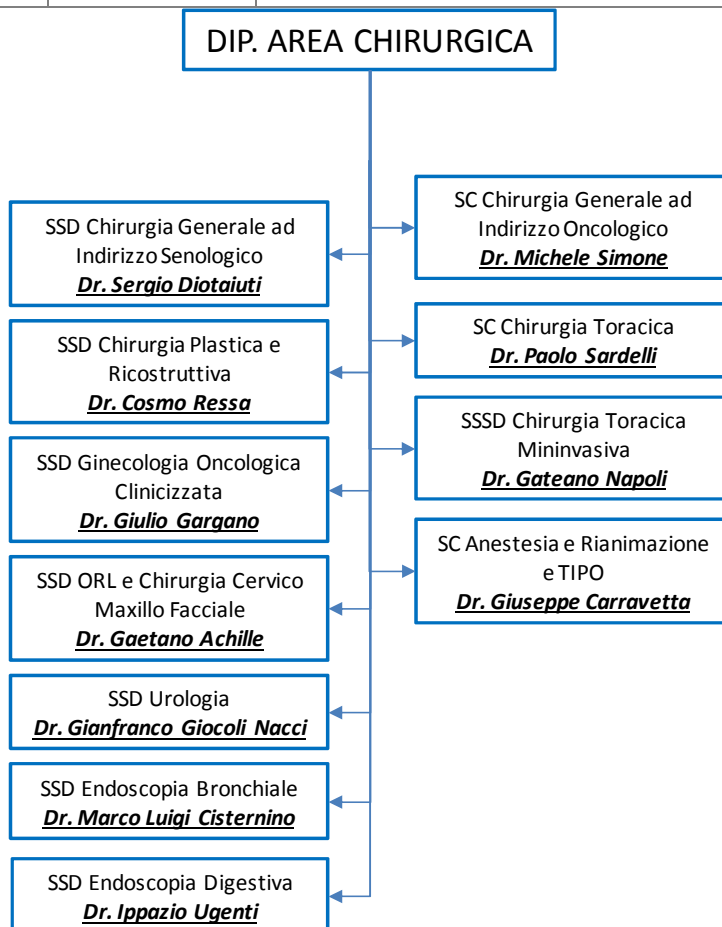 DIP. AREA CHIRURGICA
SSD Chirurgia Generale ad
Indirizzo Senologico
Dr. Sergio Diotaiuti
SSD Chirurgia Plastica e
Ricostruttiva
Dr. Cosmo Ressa
SSD Ginecologia Oncologica
Clinicizzata
Dr. Giulio Gargano
SSD ORL e Chirurgia Cervico
Maxillo Facciale
Dr. Gaetano Achille
SSD Urologia
Dr. Gianfranco Giocoli Nacci
SSD Endoscopia Bronchiale
Dr. Marco Luigi Cisternino
SSD Endoscopia Digestiva
Dr. Ippazio Ugenti
SC Chirurgia Generale ad
Indirizzo Oncologico
Dr. Michele Simone
SC Chirurgia Toracica
Dr. Paolo Sardelli
SSSD Chirurgia Toracica
Mininvasiva
Dr. Gateano Napoli
SC Anestesia e Rianimazione
e TIPO
Dr. Giuseppe Carravetta